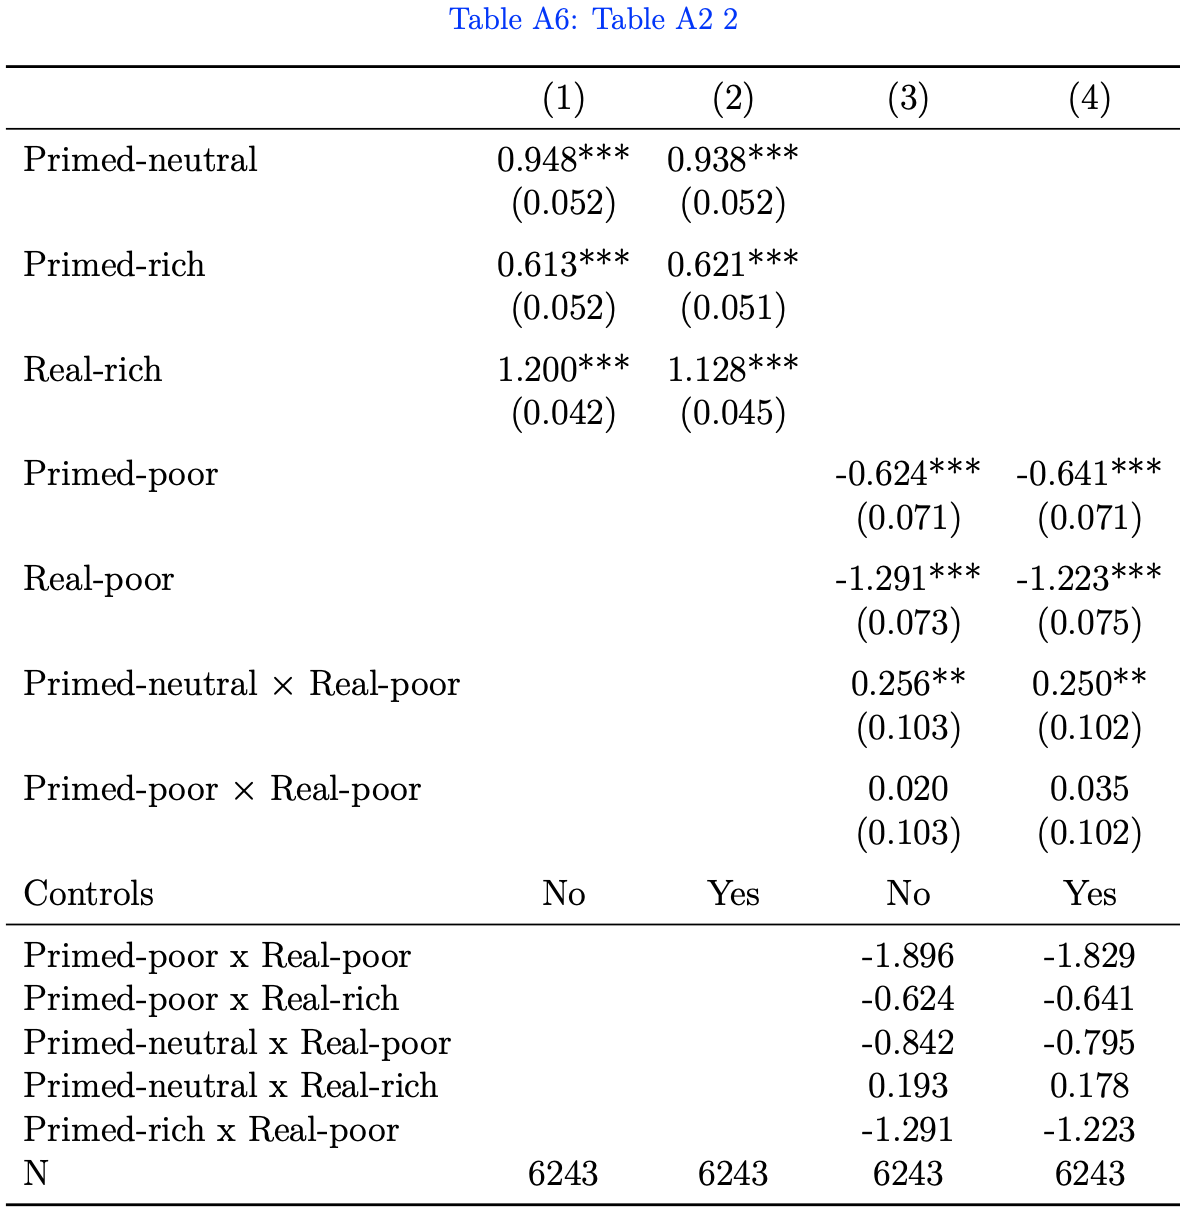 Table A6: Table A2 2
(1) (2) (3) (4)
Primed-neutral 0.948*** 0.938***
(0.052) (0.052)
Primed-rich 0.613*** 0.621***
(0.052) (0.051)
Real-rich 1.200*** 1.128***
(0.042) (0.045)
Primed-poor -0.624*** -0.641***
(0.071) (0.071)
Real-poor -1.291*** -1.223***
(0.073) (0.075)
Primed-neutral × Real-poor 0.256** 0.250**
(0.103) (0.102)
Primed-poor × Real-poor 0.020 0.035
(0.103) (0.102)
Controls No Yes No Yes
Primed-poor x Real-poor -1.896 -1.829
Primed-poor x Real-rich -0.624 -0.641
Primed-neutral x Real-poor -0.842 -0.795
Primed-neutral x Real-rich 0.193 0.178
Primed-rich x Real-poor -1.291 -1.223
N 6243 6243 6243 6243